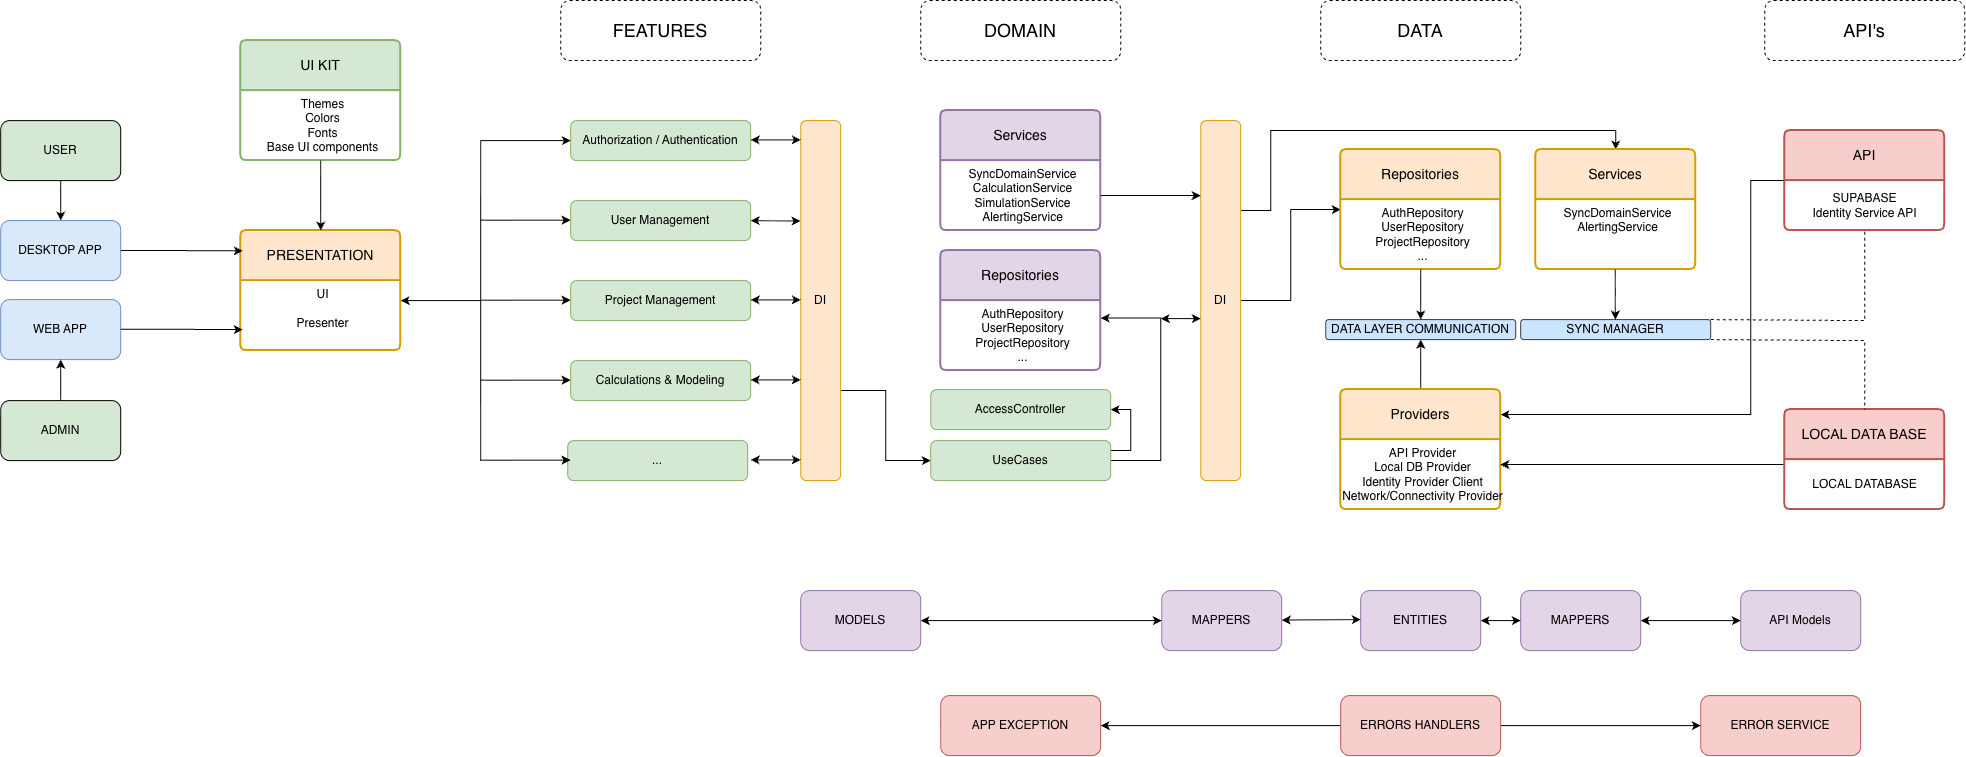 FEATURES
DOMAIN
DATA
API's
UI KIT
Themes
Colors
Fonts
Base UI components
USER
DESKTOP APP
WEB APP
ADMIN
PRESENTATION
UI
Presenter
Authorization / Authentication
User Management
Project Management
Calculations & Modeling
...
DI
Services
SyncDomainService
CalculationService
SimulationService
AlertingService
Repositories
AuthRepository
UserRepository
ProjectRepository
...
AccessController
UseCases
DI
Repositories
AuthRepository
UserRepository
ProjectRepository
...
Services
SyncDomainService
AlertingService
DATA LAYER COMMUNICATION
SYNC MANAGER
Providers
API Provider
Local DB Provider
Identity Provider Client
Network/Connectivity Provider
API
SUPABASE
Identity Service API
LOCAL DATA BASE
LOCAL DATABASE
MODELS
MAPPERS
ENTITIES
MAPPERS
API Models
APP EXCEPTION
ERRORS HANDLERS
ERROR SERVICE